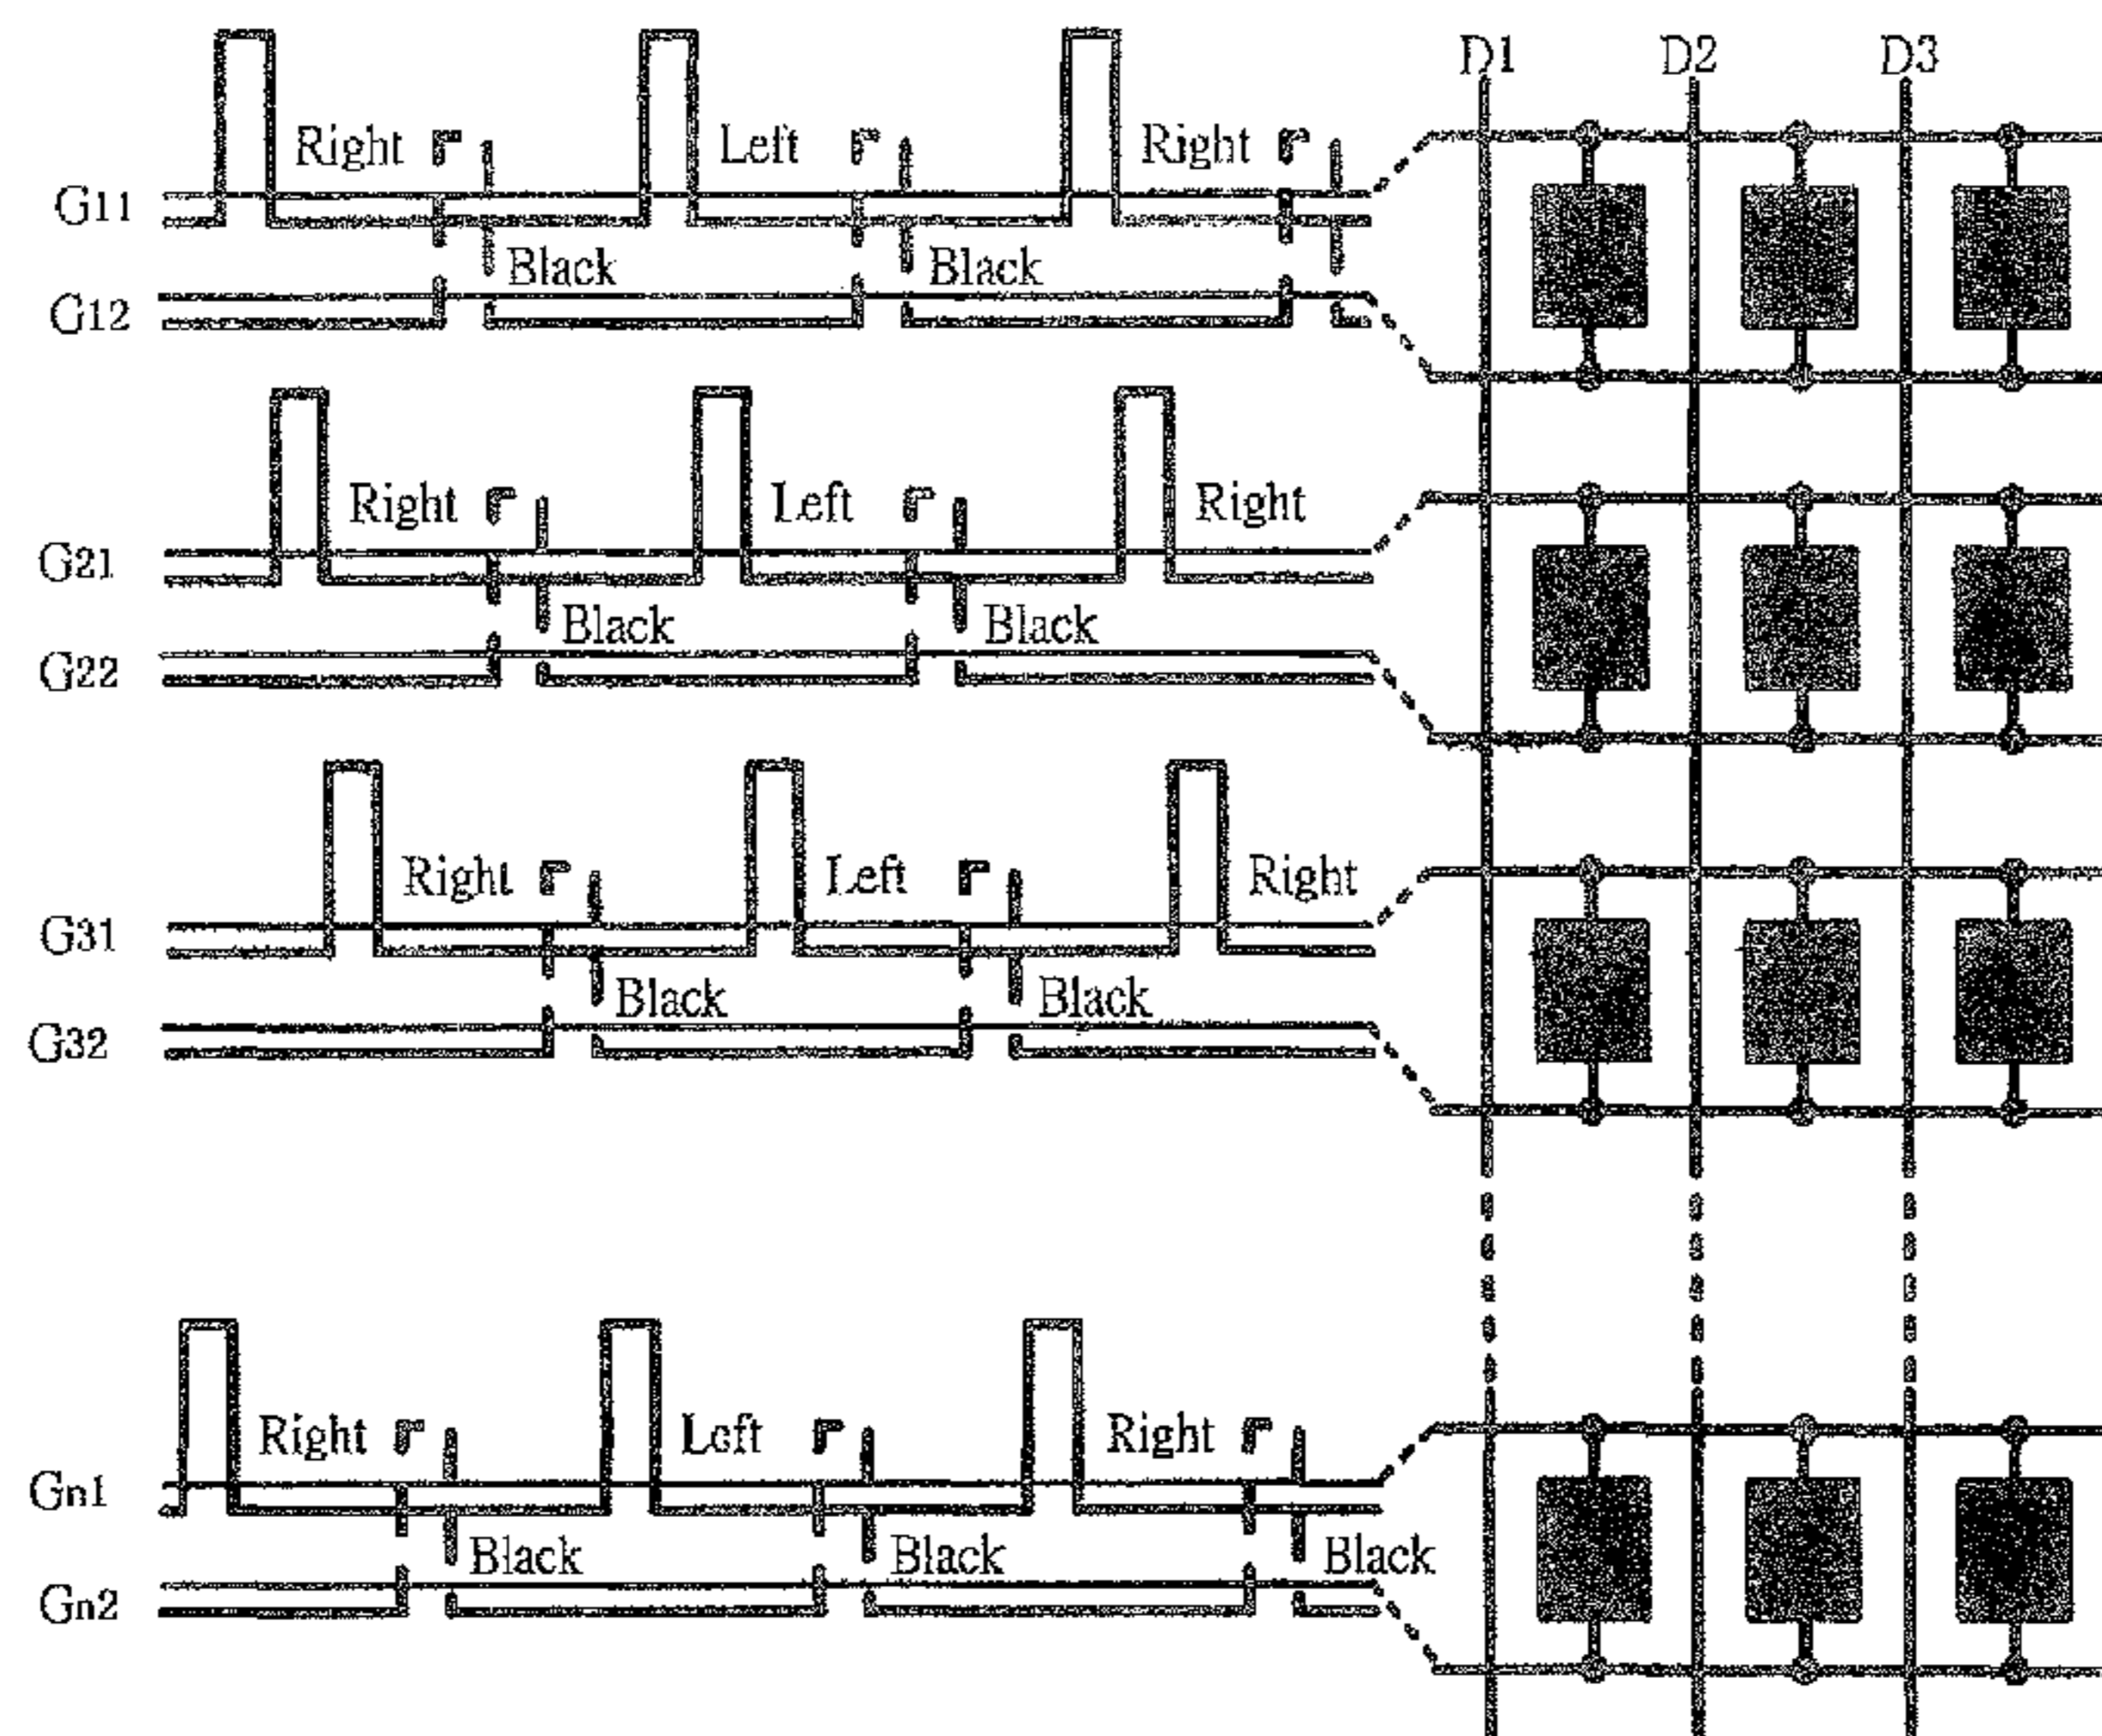 D1 D2 D3
Right Left Right
G11
Black Black
G12
Right Left Right
G21
Black Black
G22
Right Left Right
G31
Black Black
G32
Right Left Right
Gn1
Black Black Black
Gn2